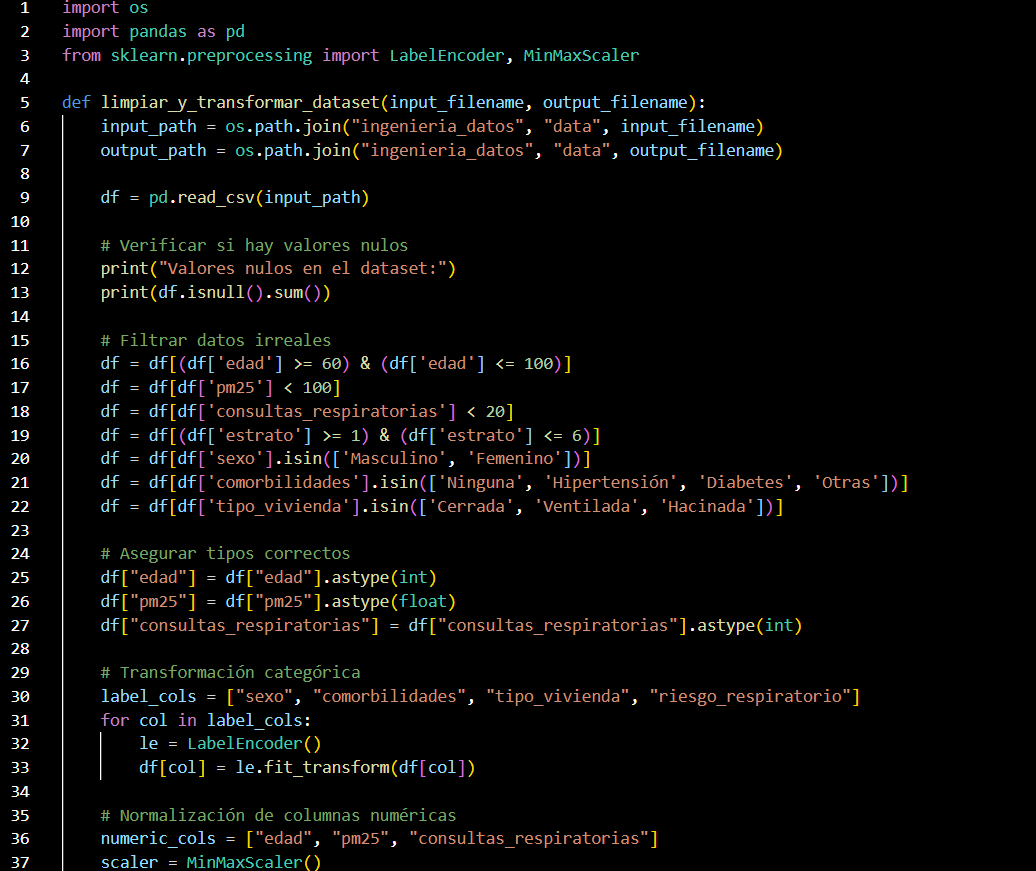 1 import os
2 import pandas as pd
3 from sklearn.preprocessing import LabelEncoder, MinMaxScaler
4
5 def limpiar_y_transformar_dataset(input_filename, output_filename):
6     input_path = os.path.join("ingenieria_datos", "data", input_filename)
7     output_path = os.path.join("ingenieria_datos", "data", output_filename)
8
9     df = pd.read_csv(input_path)
10
11     # Verificar si hay valores nulos
12     print("Valores nulos en el dataset:")
13     print(df.isnull().sum())
14
15     # Filtrar datos irreales
16     df = df[(df['edad'] >= 60) & (df['edad'] <= 100)]
17     df = df[df['pm25'] < 100]
18     df = df[df['consultas_respiratorias'] < 20]
19     df = df[(df['estrato'] >= 1) & (df['estrato'] <= 6)]
20     df = df[df['sexo'].isin(['Masculino', 'Femenino'])]
21     df = df[df['comorbilidades'].isin(['Ninguna', 'Hipertensión', 'Diabetes', 'Otras'])]
22     df = df[df['tipo_vivienda'].isin(['Cerrada', 'Ventilada', 'Hacinada'])]
23
24     # Asegurar tipos correctos
25     df["edad"] = df["edad"].astype(int)
26     df["pm25"] = df["pm25"].astype(float)
27     df["consultas_respiratorias"] = df["consultas_respiratorias"].astype(int)
28
29     # Transformación categórica
30     label_cols = ["sexo", "comorbilidades", "tipo_vivienda", "riesgo_respiratorio"]
31     for col in label_cols:
32         le = LabelEncoder()
33         df[col] = le.fit_transform(df[col])
34
35     # Normalización de columnas numéricas
36     numeric_cols = ["edad", "pm25", "consultas_respiratorias"]
37     scaler = MinMaxScaler()